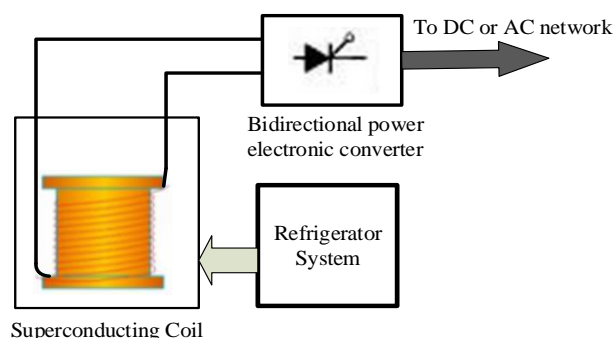 To DC or AC network
Bidirectional power
electronic converter
Refrigerator
System
Superconducting Coil